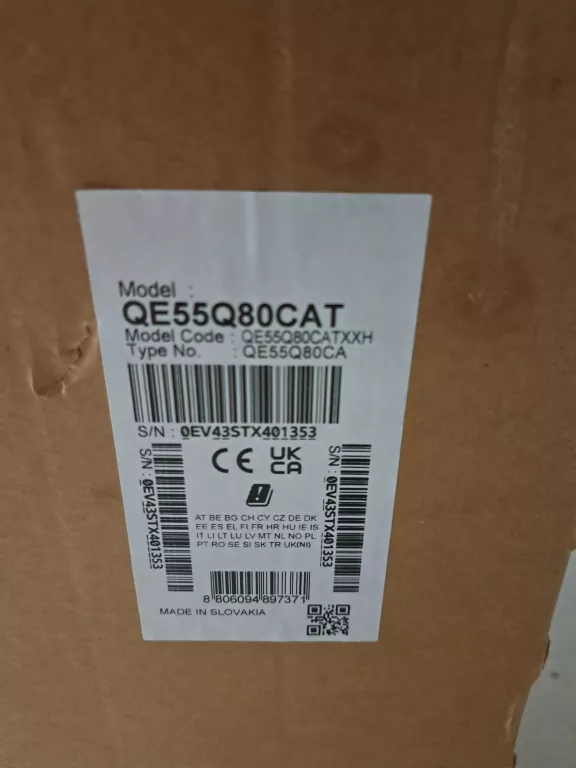 Model :
QE55Q80CAT
Model Code : QE55Q80CATXXH
Type No. : QE55Q80CA
S/N : 0EV43STX401353
CE UK CA
S/N : 0EV43STX401353
S/N : 0EV43STX401353
AT BE BG CH CY CZ DE DK
EE ES EL FI FR HR HU IE IS
IT LI LT LU LV MT NL NO PL
PT RO SE SI SK TR UK(NI)
8 806094 897371
MADE IN SLOVAKIA